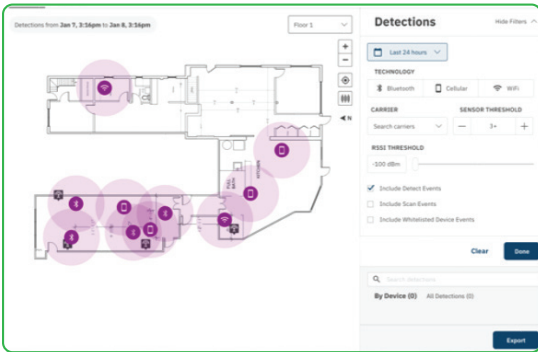 Detections from Jan 7, 3:16pm to Jan 8, 3:16pm
Floor 1
N
FULL BATH
KITCHEN
Detections
Hide Filters
Last 24 hours
TECHNOLOGY
Bluetooth
Cellular
WiFi
CARRIER
SENSOR THRESHOLD
Search carriers
3+
RSSI THRESHOLD
-100 dBm
Include Detect Events
Include Scan Events
Include Whitelisted Device Events
Clear
Done
Search detections
By Device (0)
All Detections (0)
Export